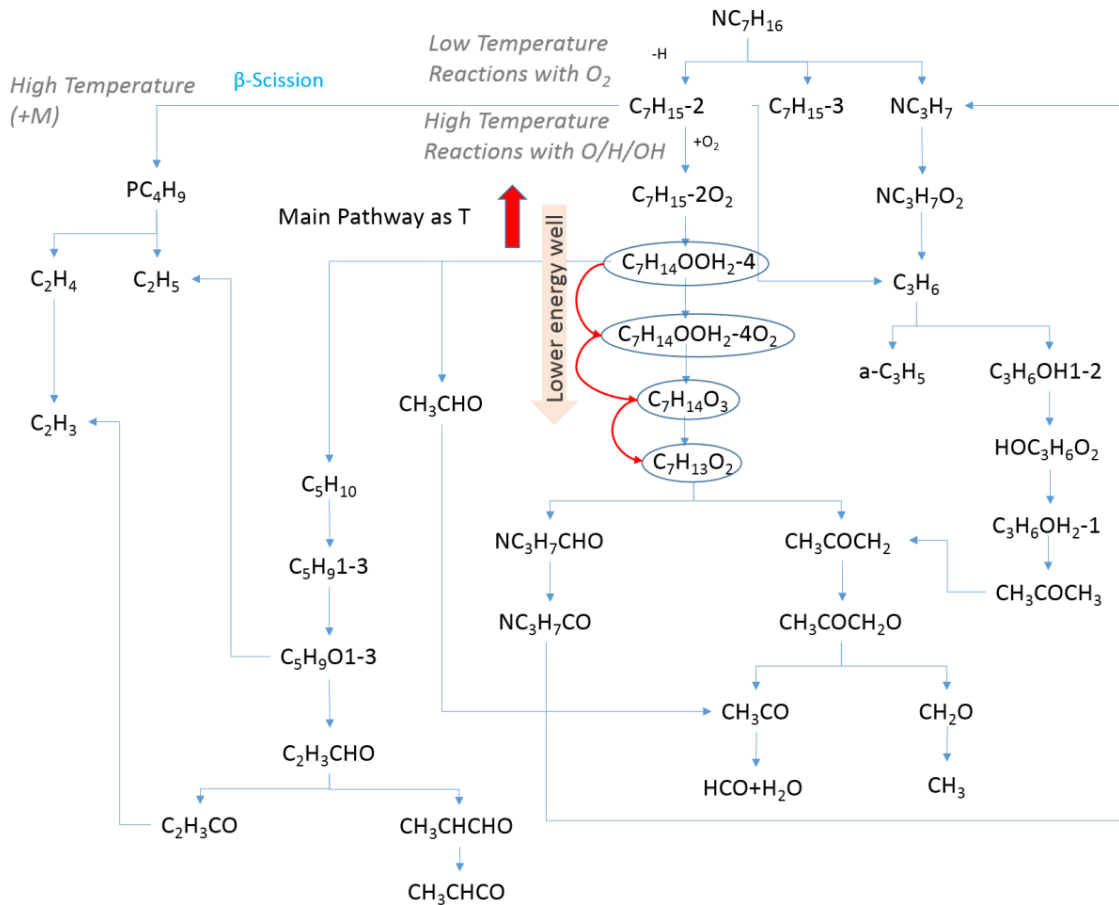 NC₇H₁₆
Low Temperature
Reactions with O₂
-H
High Temperature
(+M)
β-Scission
C₇H₁₅-2
C₇H₁₅-3
NC₃H₇
High Temperature
Reactions with O/H/OH
+O₂
PC₄H₉
C₇H₁₅-2O₂
NC₃H₇O₂
Main Pathway as T
Lower energy well
C₂H₄
C₂H₅
C₇H₁₄OOH₂-4
C₃H₆
C₇H₁₄OOH₂-4O₂
a-C₃H₅
C₃H₆OH1-2
CH₃CHO
C₇H₁₄O₃
C₂H₃
HOC₃H₆O₂
C₇H₁₃O₂
C₅H₁₀
NC₃H₇CHO
CH₃COCH₂
C₃H₆OH₂-1
C₅H₉1-3
CH₃COCH₃
NC₃H₇CO
CH₃COCH₂O
C₅H₉O1-3
CH₃CO
CH₂O
C₂H₃CHO
HCO+H₂O
CH₃
C₂H₃CO
CH₃CHCHO
CH₃CHCO